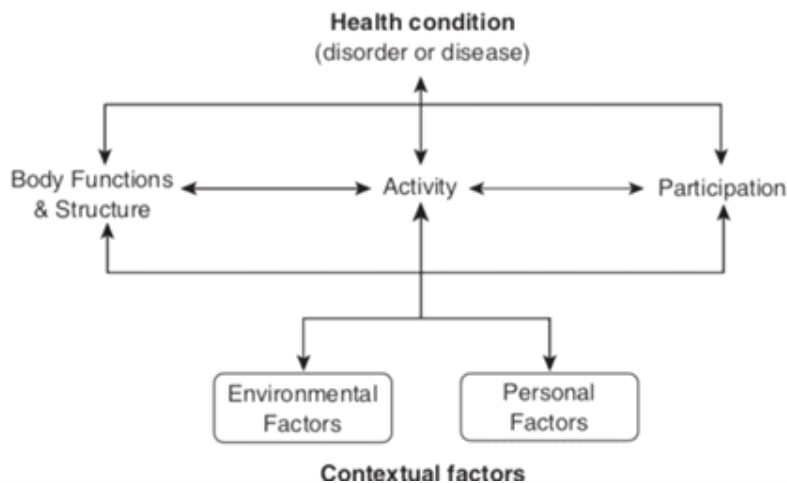 Health condition
(disorder or disease)
Body Functions
& Structure
Activity
Participation
Environmental
Factors
Personal
Factors
Contextual factors